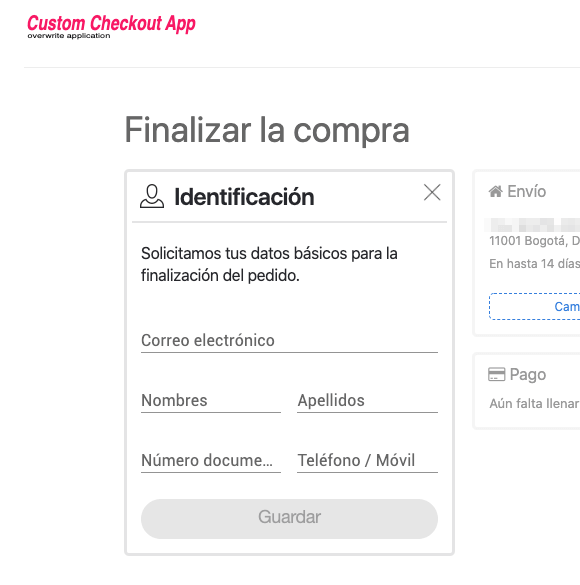 Custom Checkout App
overwrite application
Finalizar la compra
Identificación
Solicitamos tus datos básicos para la
finalización del pedido.
Correo electrónico
Nombres
Apellidos
Número docume...
Teléfono / Móvil
Guardar
Envío
11001 Bogotá, D
En hasta 14 días
Cam
Pago
Aún falta llenar